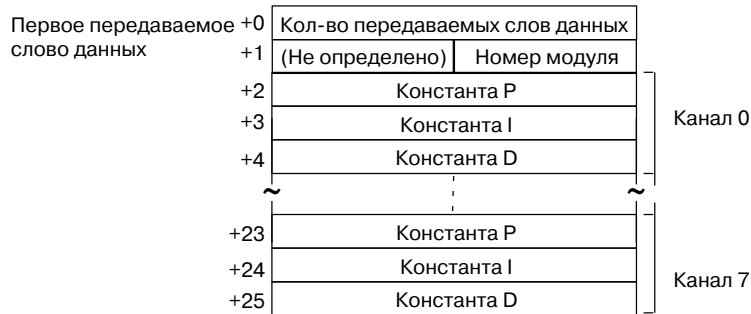 Первое передаваемое слово данных
+0 Кол-во передаваемых слов данных
+1 (Не определено) Номер модуля
+2 Константа P
+3 Константа I
+4 Константа D
Канал 0
~ ~
+23 Константа P
+24 Константа I
+25 Константа D
Канал 7